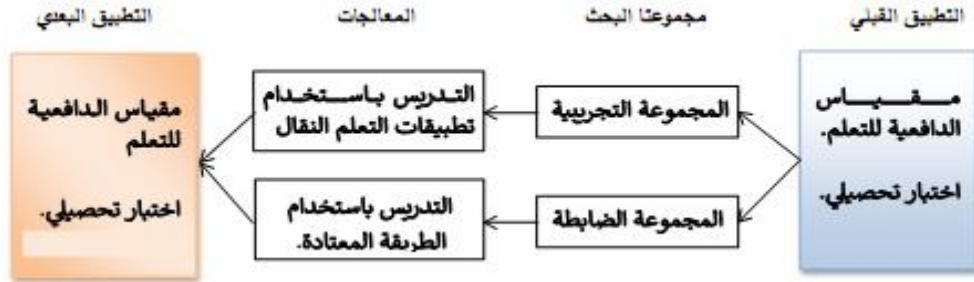 التطبيق القبلي
مجموعتا البحث
المعالجات
التطبيق البعدي
مقياس
الدافعية للتعلم.
اختبار تحصيلي.
المجموعة التجريبية
المجموعة الضابطة
التدريس باستخدام
تطبيقات التعلم النقال
التدريس باستخدام
الطريقة المعتادة.
مقياس الدافعية
للتعلم
اختبار تحصيلي.